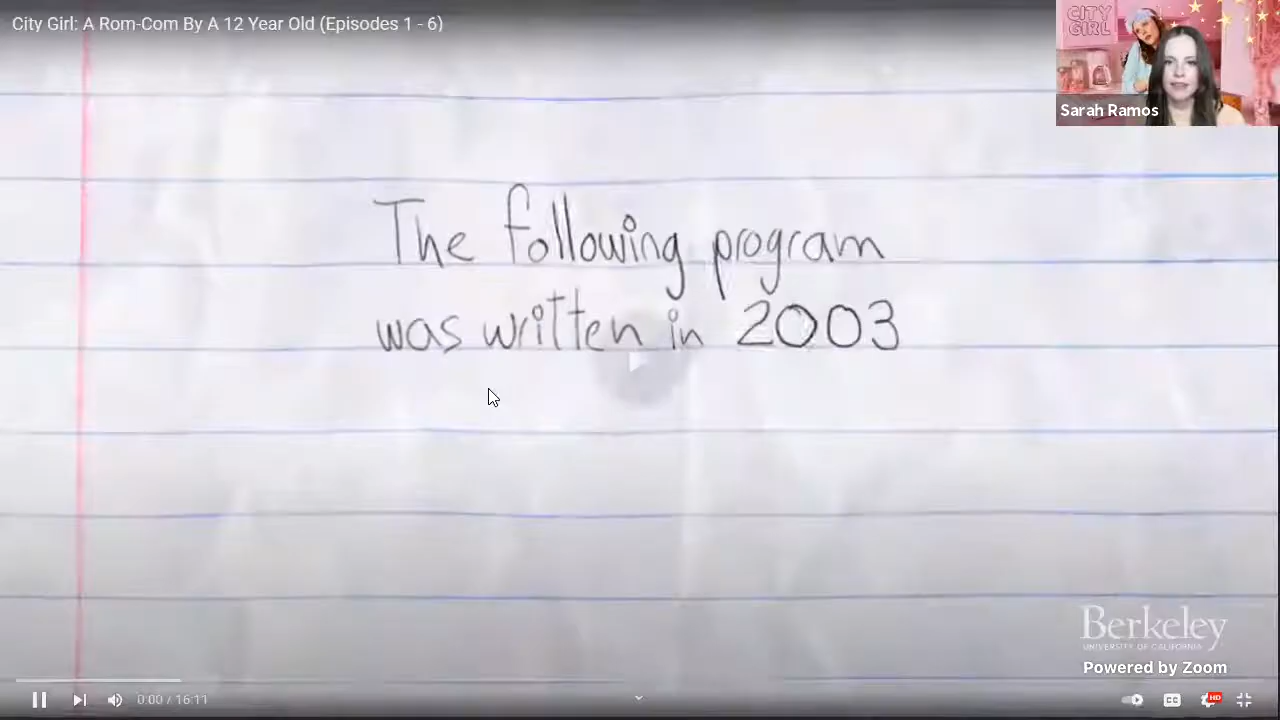 City Girl: A Rom-Com By A 12 Year Old (Episodes 1 - 6)
CITY
GIRL
Sarah Ramos
The following program
was written in 2003
Berkeley
UNIVERSITY OF CALIFORNIA
Powered by Zoom
0:00 / 16:11
CC
HD